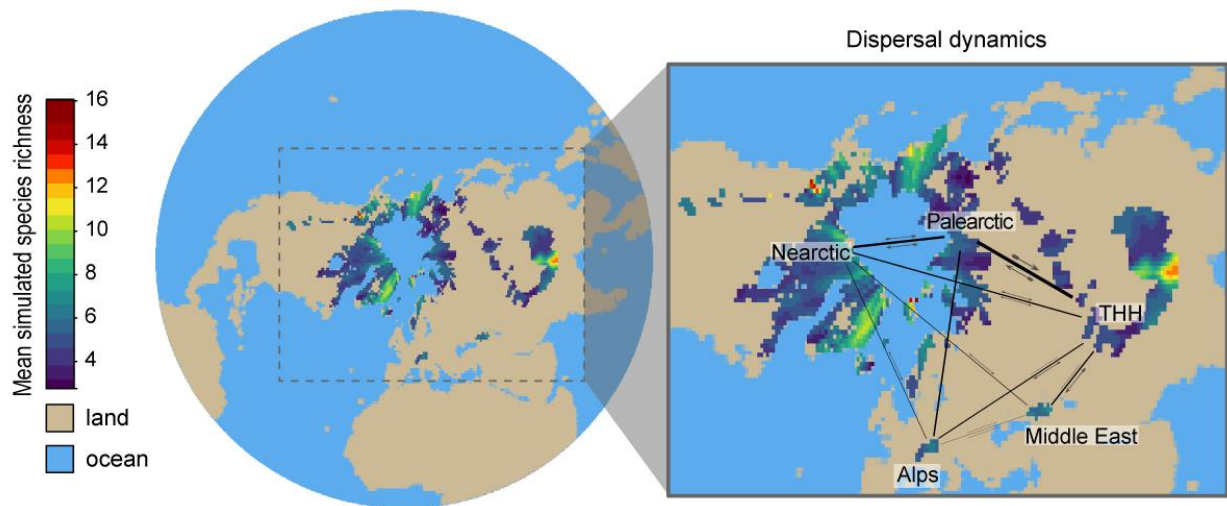 Dispersal dynamics
Mean simulated species richness
16
14
12
10
8
6
4
land
ocean
Palearctic
Nearctic
THH
Middle East
Alps